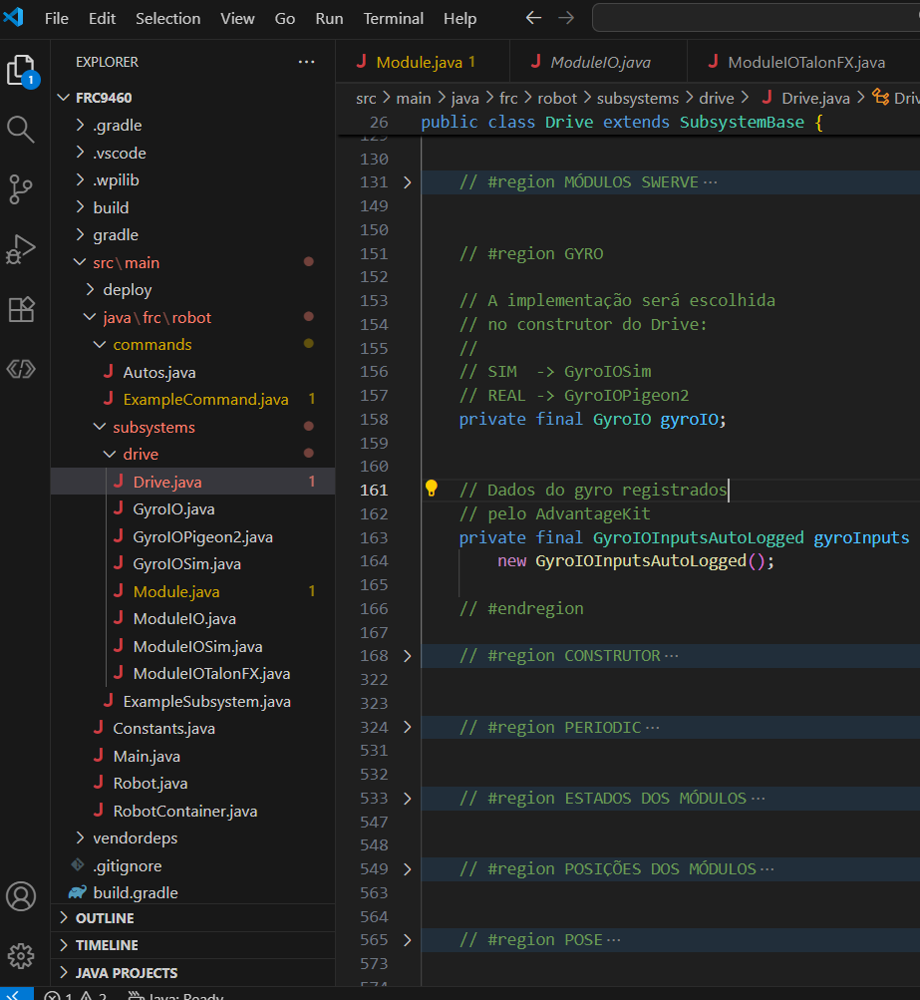 File Edit Selection View Go Run Terminal Help
EXPLORER
FRC9460
.gradle
.vscode
.wpilib
build
gradle
src\main
deploy
java\frc\robot
commands
Autos.java
ExampleCommand.java 1
subsystems
drive
Drive.java 1
GyroIO.java
GyroIOPigeon2.java
GyroIOSim.java
Module.java 1
ModuleIO.java
ModuleIOSim.java
ModuleIOTalonFX.java
ExampleSubsystem.java
Constants.java
Main.java
Robot.java
RobotContainer.java
vendordeps
.gitignore
build.gradle
OUTLINE
TIMELINE
JAVA PROJECTS
1 2 Java: Ready
1
Module.java 1 ModuleIO.java ModuleIOTalonFX.java
src > main > java > frc > robot > subsystems > drive > Drive.java > Driv
26 public class Drive extends SubsystemBase {
129
130
131 // #region MÓDULOS SWERVE ···
149
150
151 // #region GYRO
152
153 // A implementação será escolhida
154 // no construtor do Drive:
155 //
156 // SIM -> GyroIOSim
157 // REAL -> GyroIOPigeon2
158 private final GyroIO gyroIO;
159
160
161 // Dados do gyro registrados
162 // pelo AdvantageKit
163 private final GyroIOInputsAutoLogged gyroInputs
164 new GyroIOInputsAutoLogged();
165
166 // #endregion
167
168 // #region CONSTRUTOR ···
322
323
324 // #region PERIODIC ···
531
532
533 // #region ESTADOS DOS MÓDULOS ···
547
548
549 // #region POSIÇÕES DOS MÓDULOS ···
563
564
565 // #region POSE ···
573
574